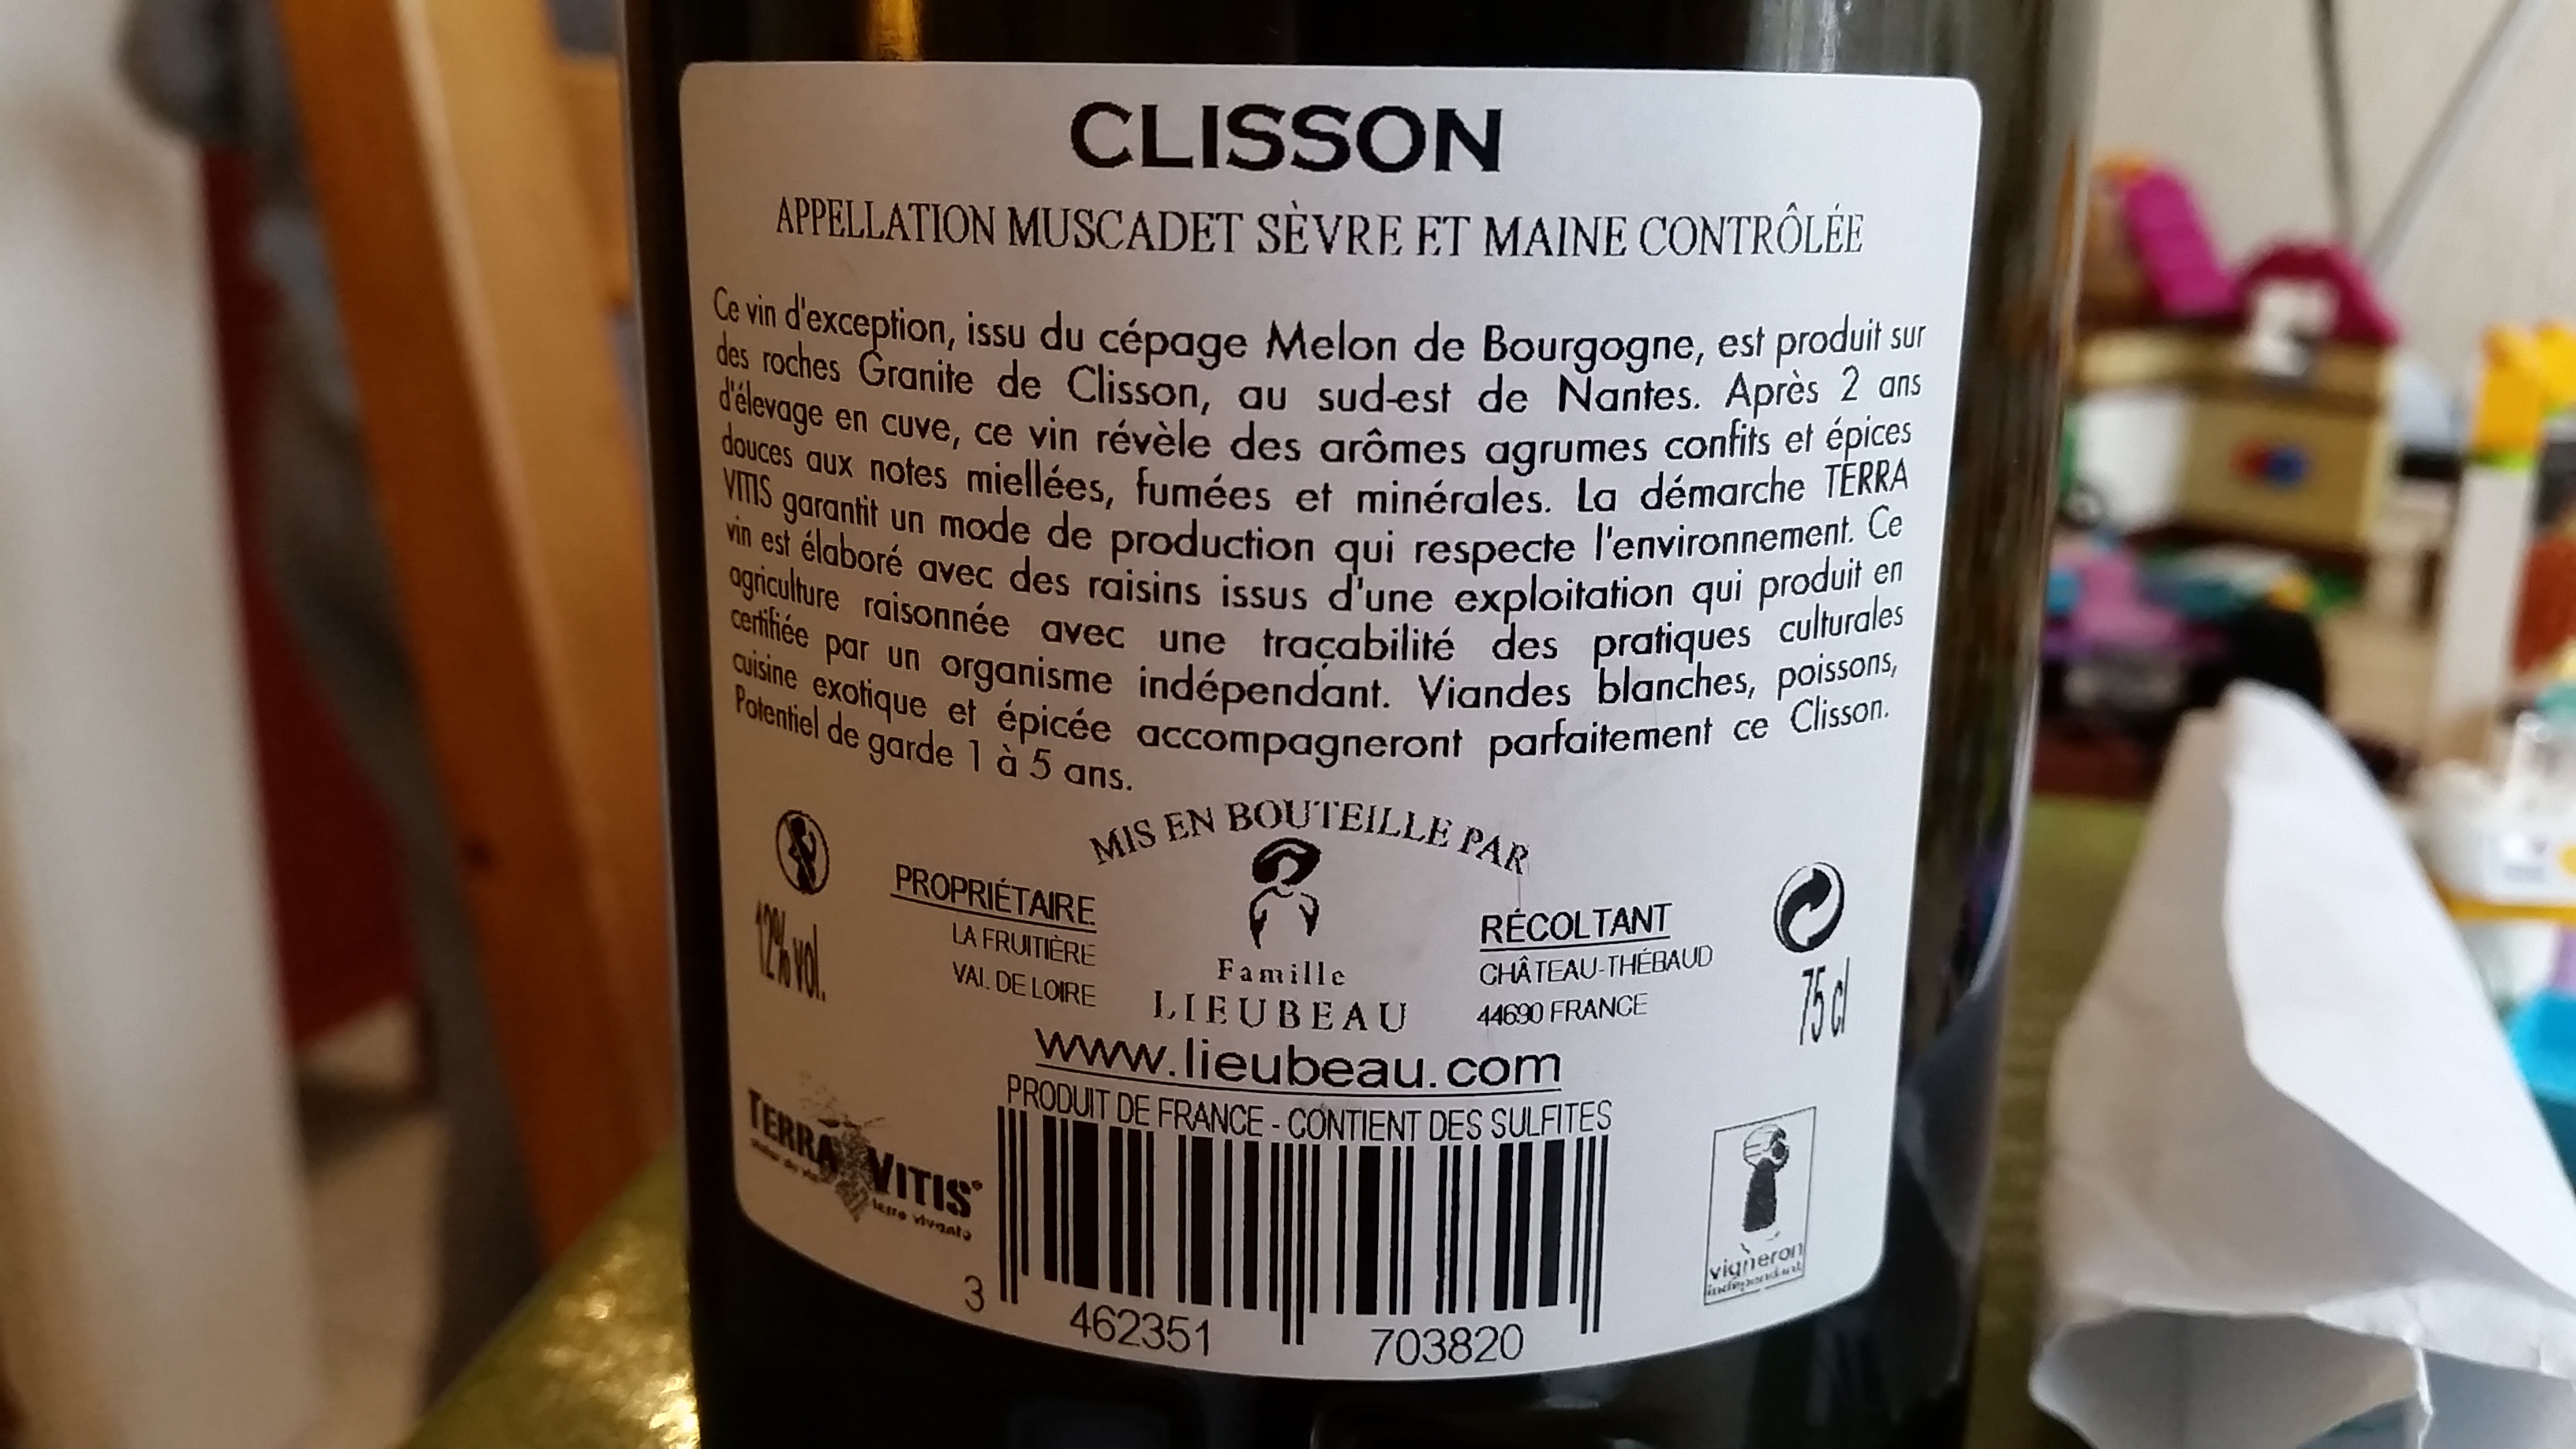 CLISSON
APPELLATION MUSCADET SÈVRE ET MAINE CONTRÔLÉE
Ce vin d'exception, issu du cépage Melon de Bourgogne, est produit sur
des roches Granite de Clisson, au sud-est de Nantes. Après 2 ans
d'élevage en cuve, ce vin révèle des arômes agrumes confits et épices
douces aux notes miellées, fumées et minérales. La démarche TERRA
VITIS garantit un mode de production qui respecte l'environnement. Ce
vin est élaboré avec des raisins issus d'une exploitation qui produit en
agriculture raisonnée avec une traçabilité des pratiques culturales
certifiée par un organisme indépendant. Viandes blanches, poissons,
cuisine exotique et épicée accompagneront parfaitement ce Clisson.
Potentiel de garde 1 à 5 ans.
MIS EN BOUTEILLE PAR
PROPRIÉTAIRE
LA FRUITIÈRE
VAL DE LOIRE
Famille
LIEUBEAU
RÉCOLTANT
CHÂTEAU-THÉBAUD
44690 FRANCE
12% vol.
75 cl
www.lieubeau.com
PRODUIT DE FRANCE - CONTIENT DES SULFITES
TERRA VITIS
terre vivante
vigneron
indépendant
3 462351 703820